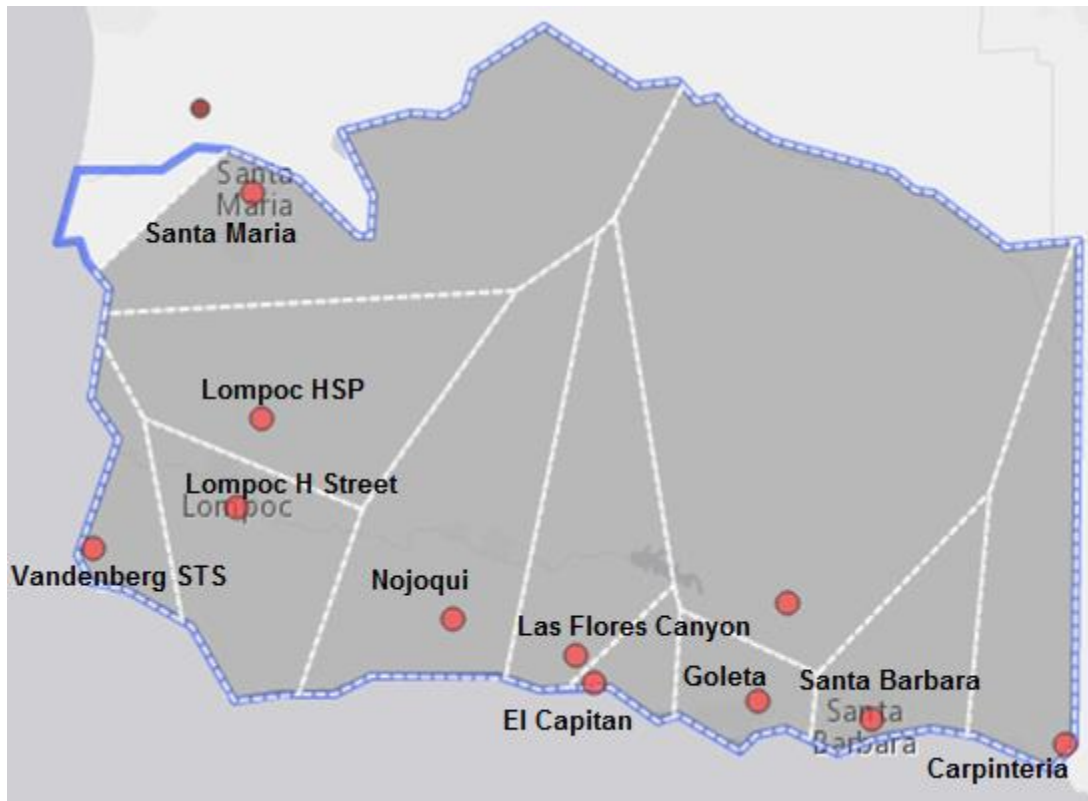 Santa
Maria
Santa Maria
Lompoc HSP
Lompoc H Street
Lompoc
Vandenberg STS
Nojoqui
Las Flores Canyon
Goleta
Santa Barbara
El Capitan
Santa
Barbara
Carpinteria